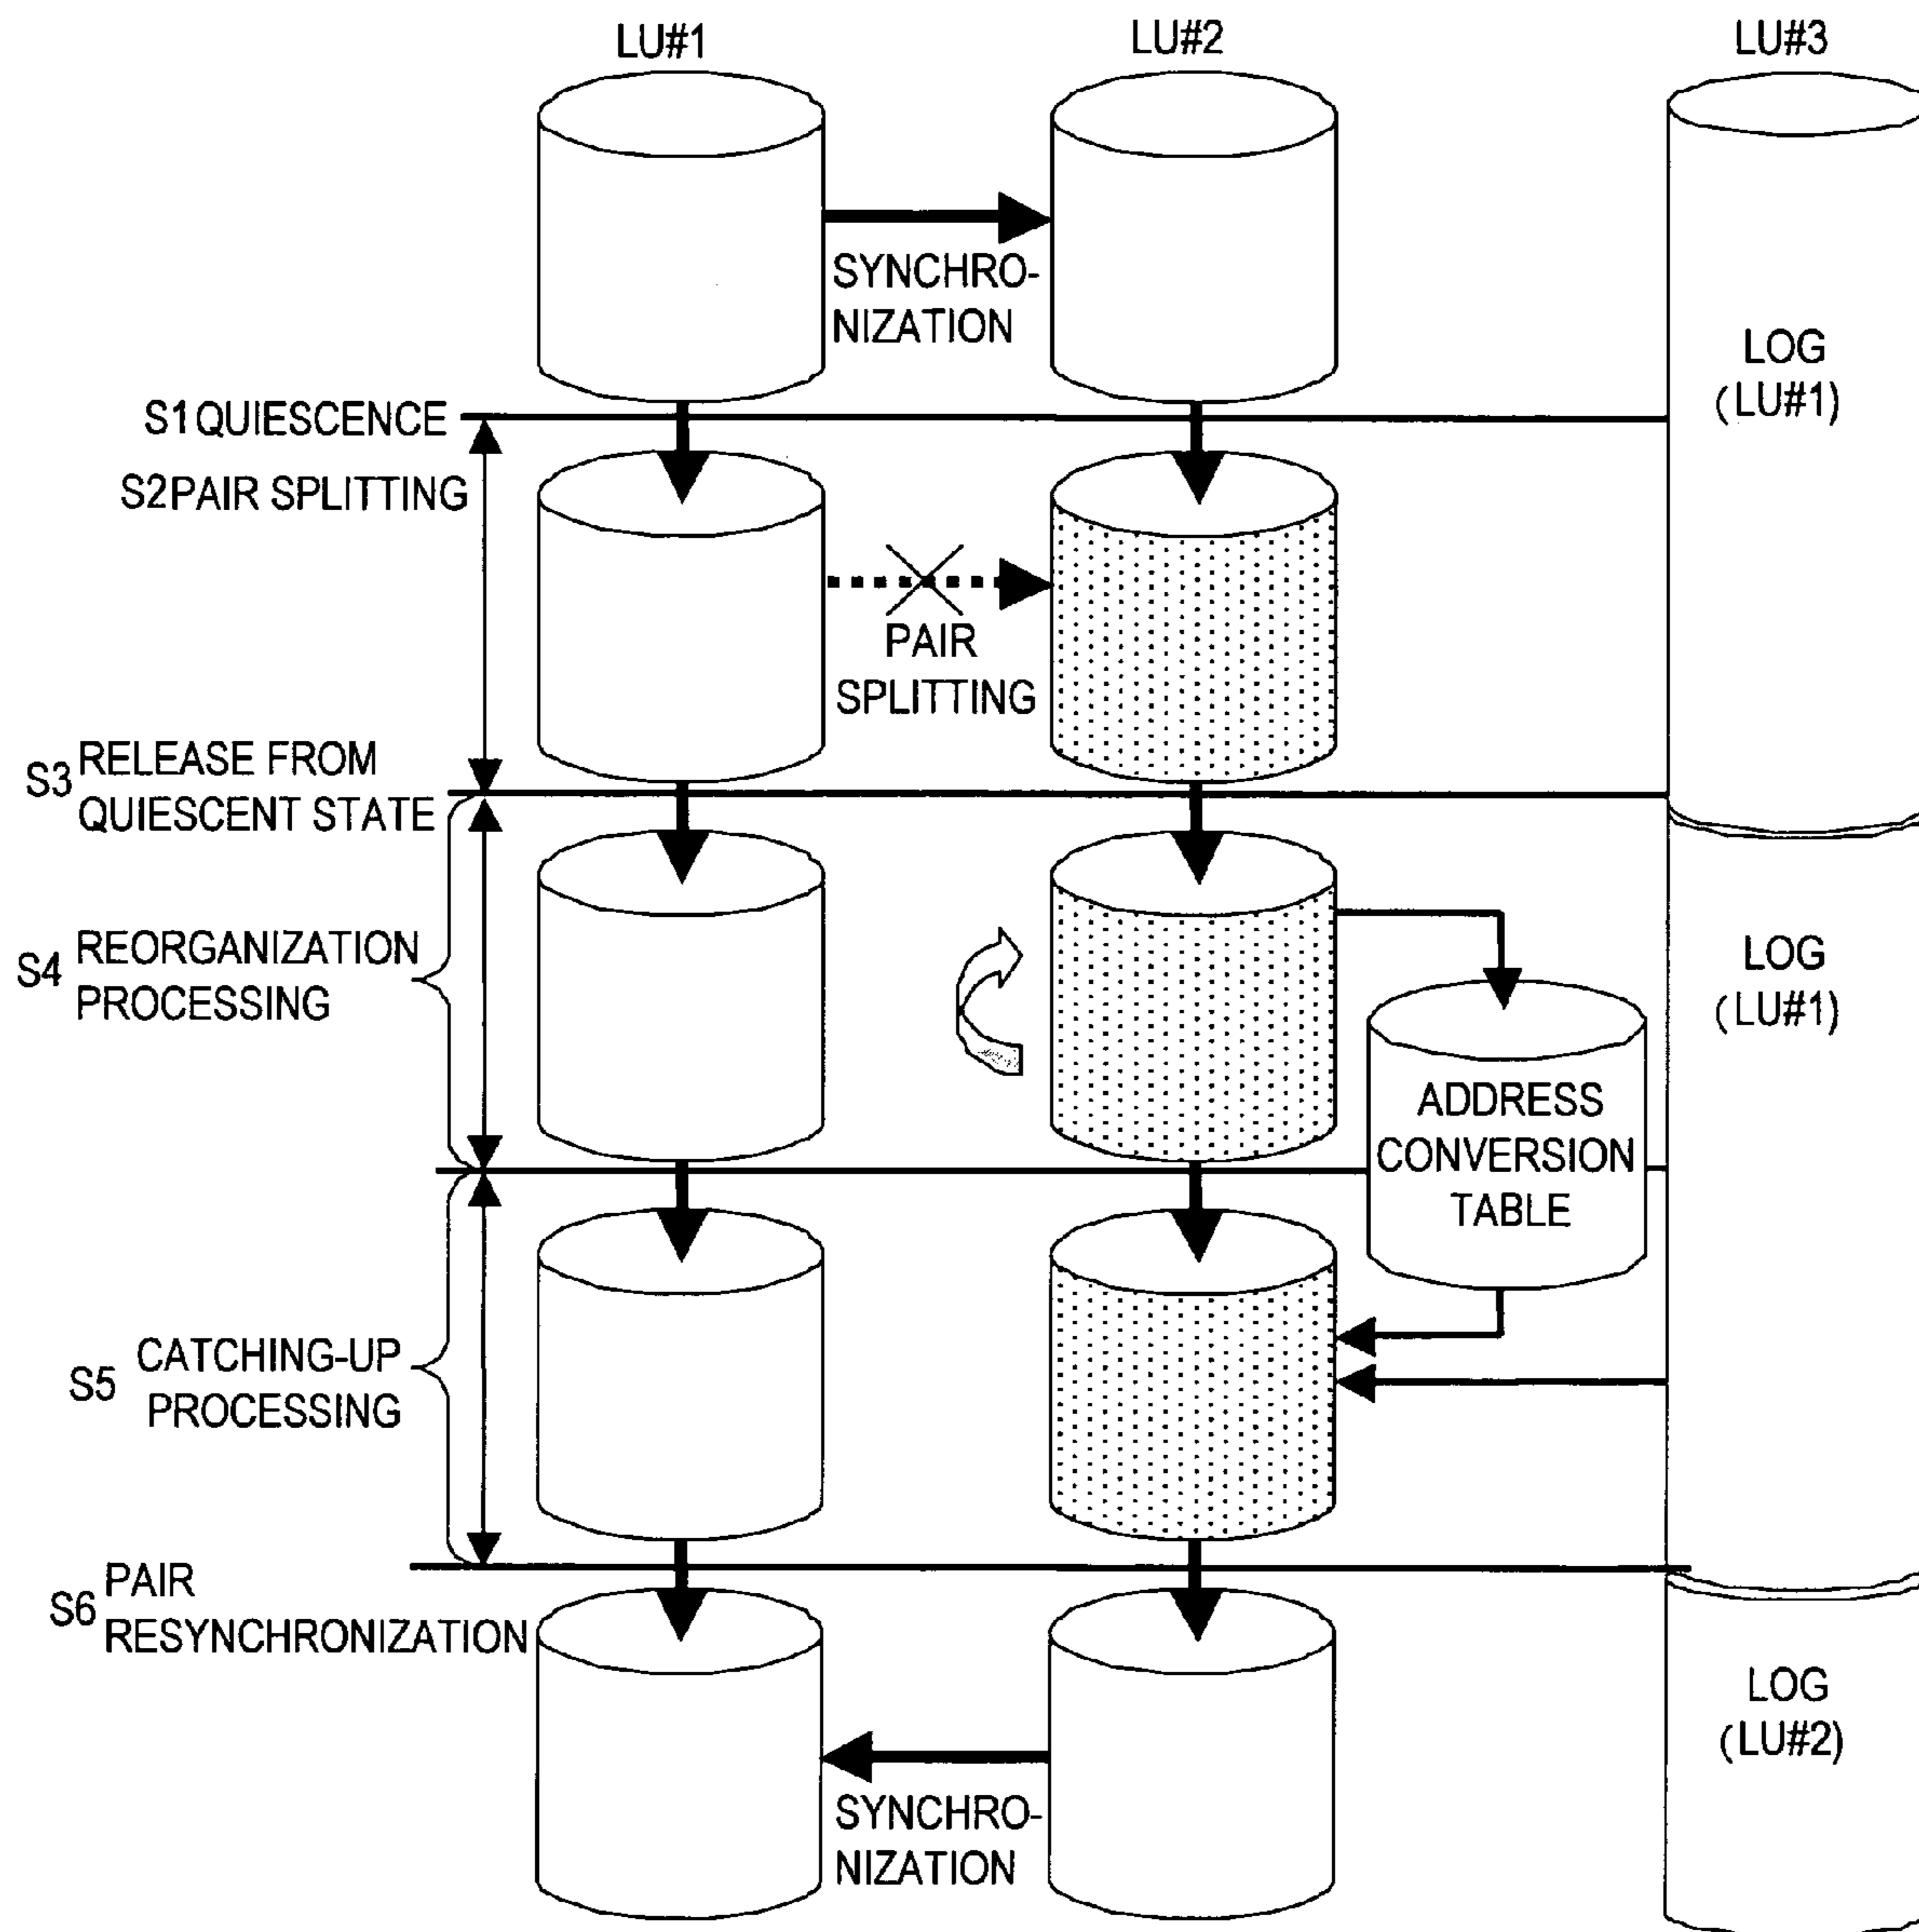 LU#1
LU#2
LU#3
SYNCHRO-
NIZATION
LOG
(LU#1)
S1 QUIESCENCE
S2 PAIR SPLITTING
PAIR
SPLITTING
S3 RELEASE FROM
QUIESCENT STATE
S4 REORGANIZATION
PROCESSING
LOG
(LU#1)
ADDRESS
CONVERSION
TABLE
S5 CATCHING-UP
PROCESSING
S6 PAIR
RESYNCHRONIZATION
LOG
(LU#2)
SYNCHRO-
NIZATION